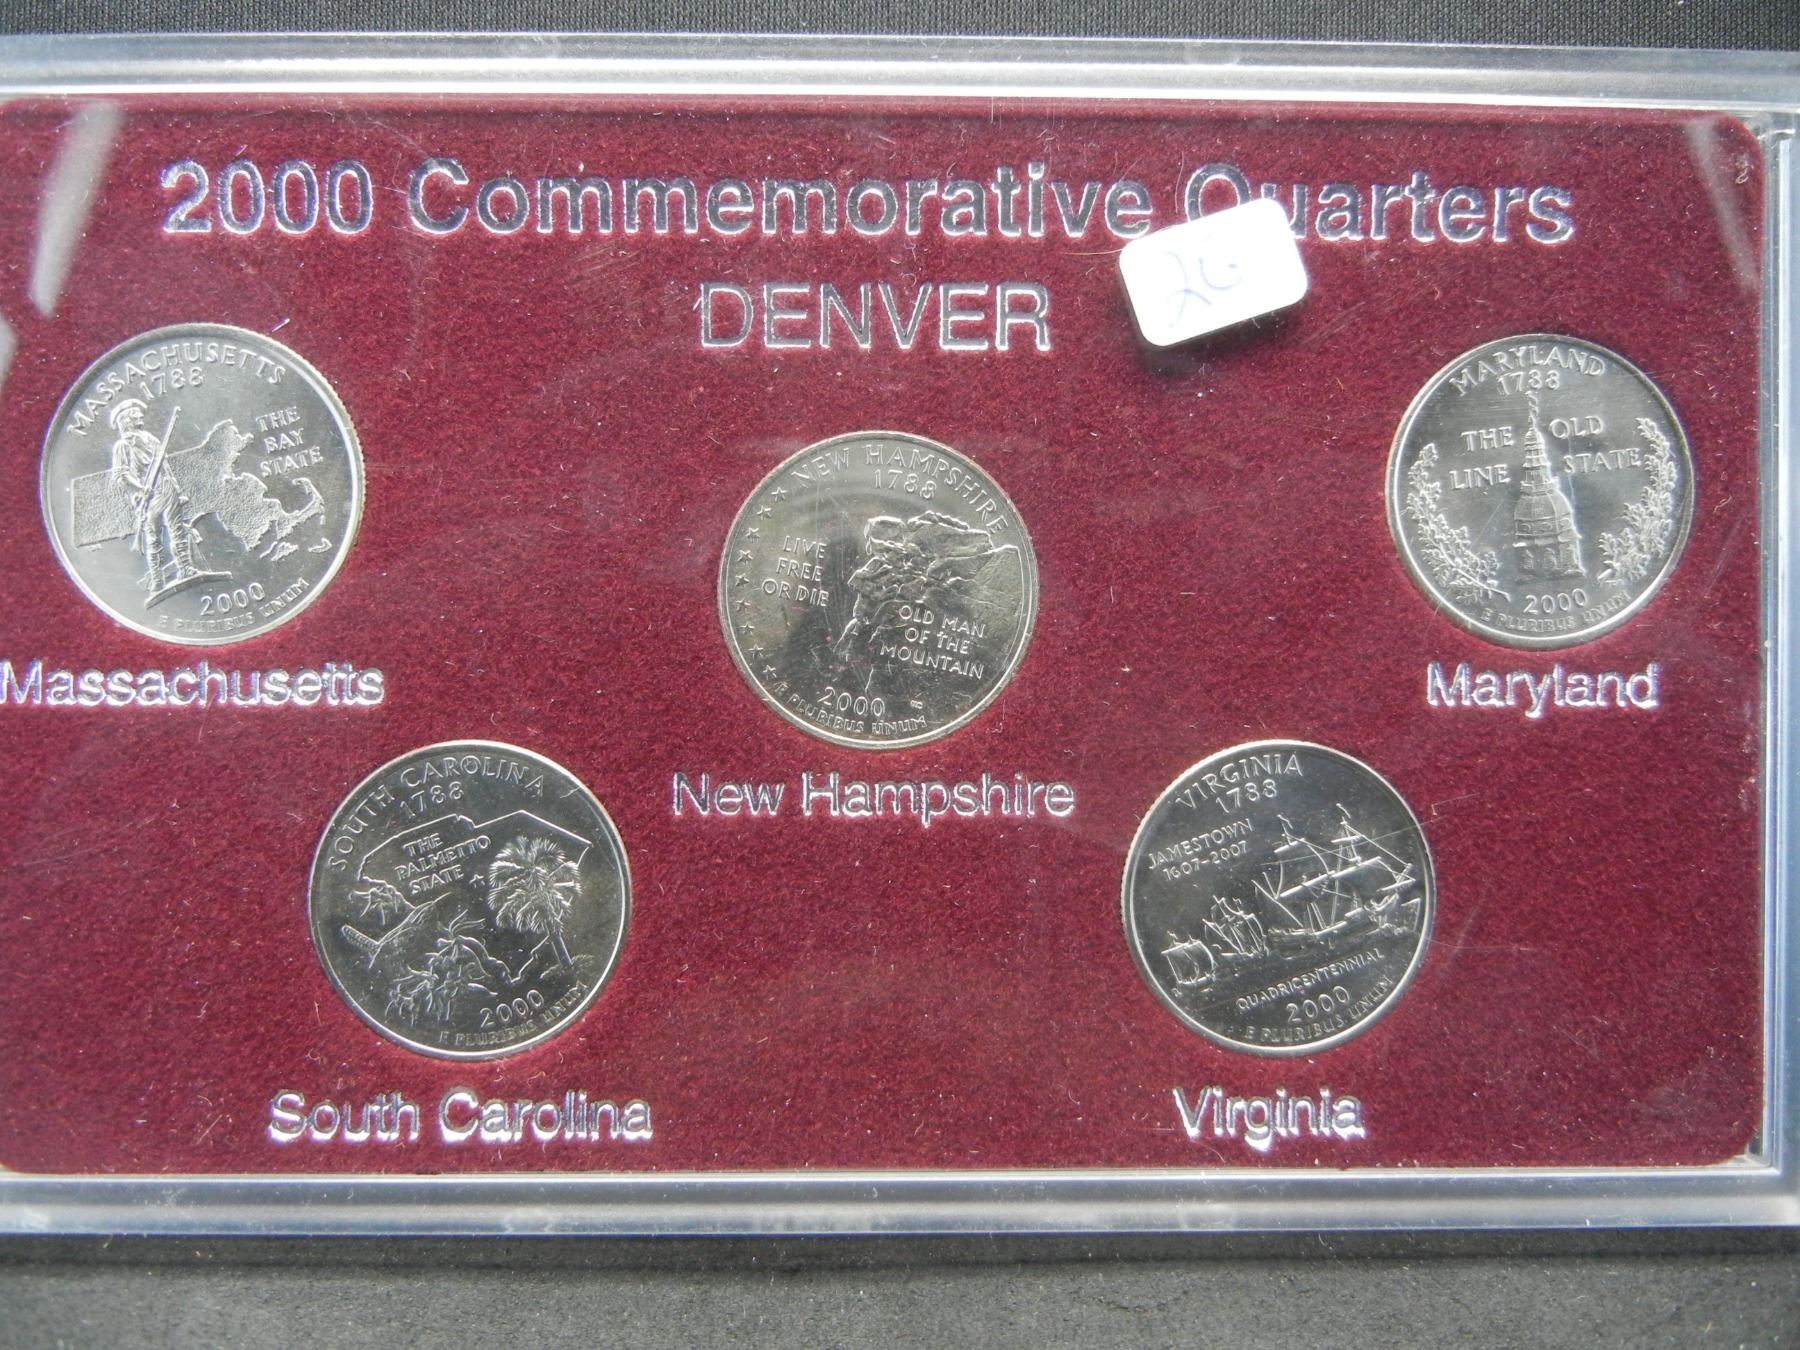 2000 Commemorative Quarters
26
DENVER
MASSACHUSETTS
1788
THE
BAY
STATE
2000
E PLURIBUS UNUM
Massachusetts
NEW HAMPSHIRE
1788
LIVE
FREE
OR DIE
OLD MAN
OF THE
MOUNTAIN
2000
E PLURIBUS UNUM
New Hampshire
MARYLAND
1788
THE OLD
LINE STATE
2000
E PLURIBUS UNUM
Maryland
SOUTH CAROLINA
1788
THE
PALMETTO
STATE
2000
E PLURIBUS UNUM
South Carolina
VIRGINIA
1788
JAMESTOWN
1607-2007
QUADRICENTENNIAL
2000
E PLURIBUS UNUM
Virginia